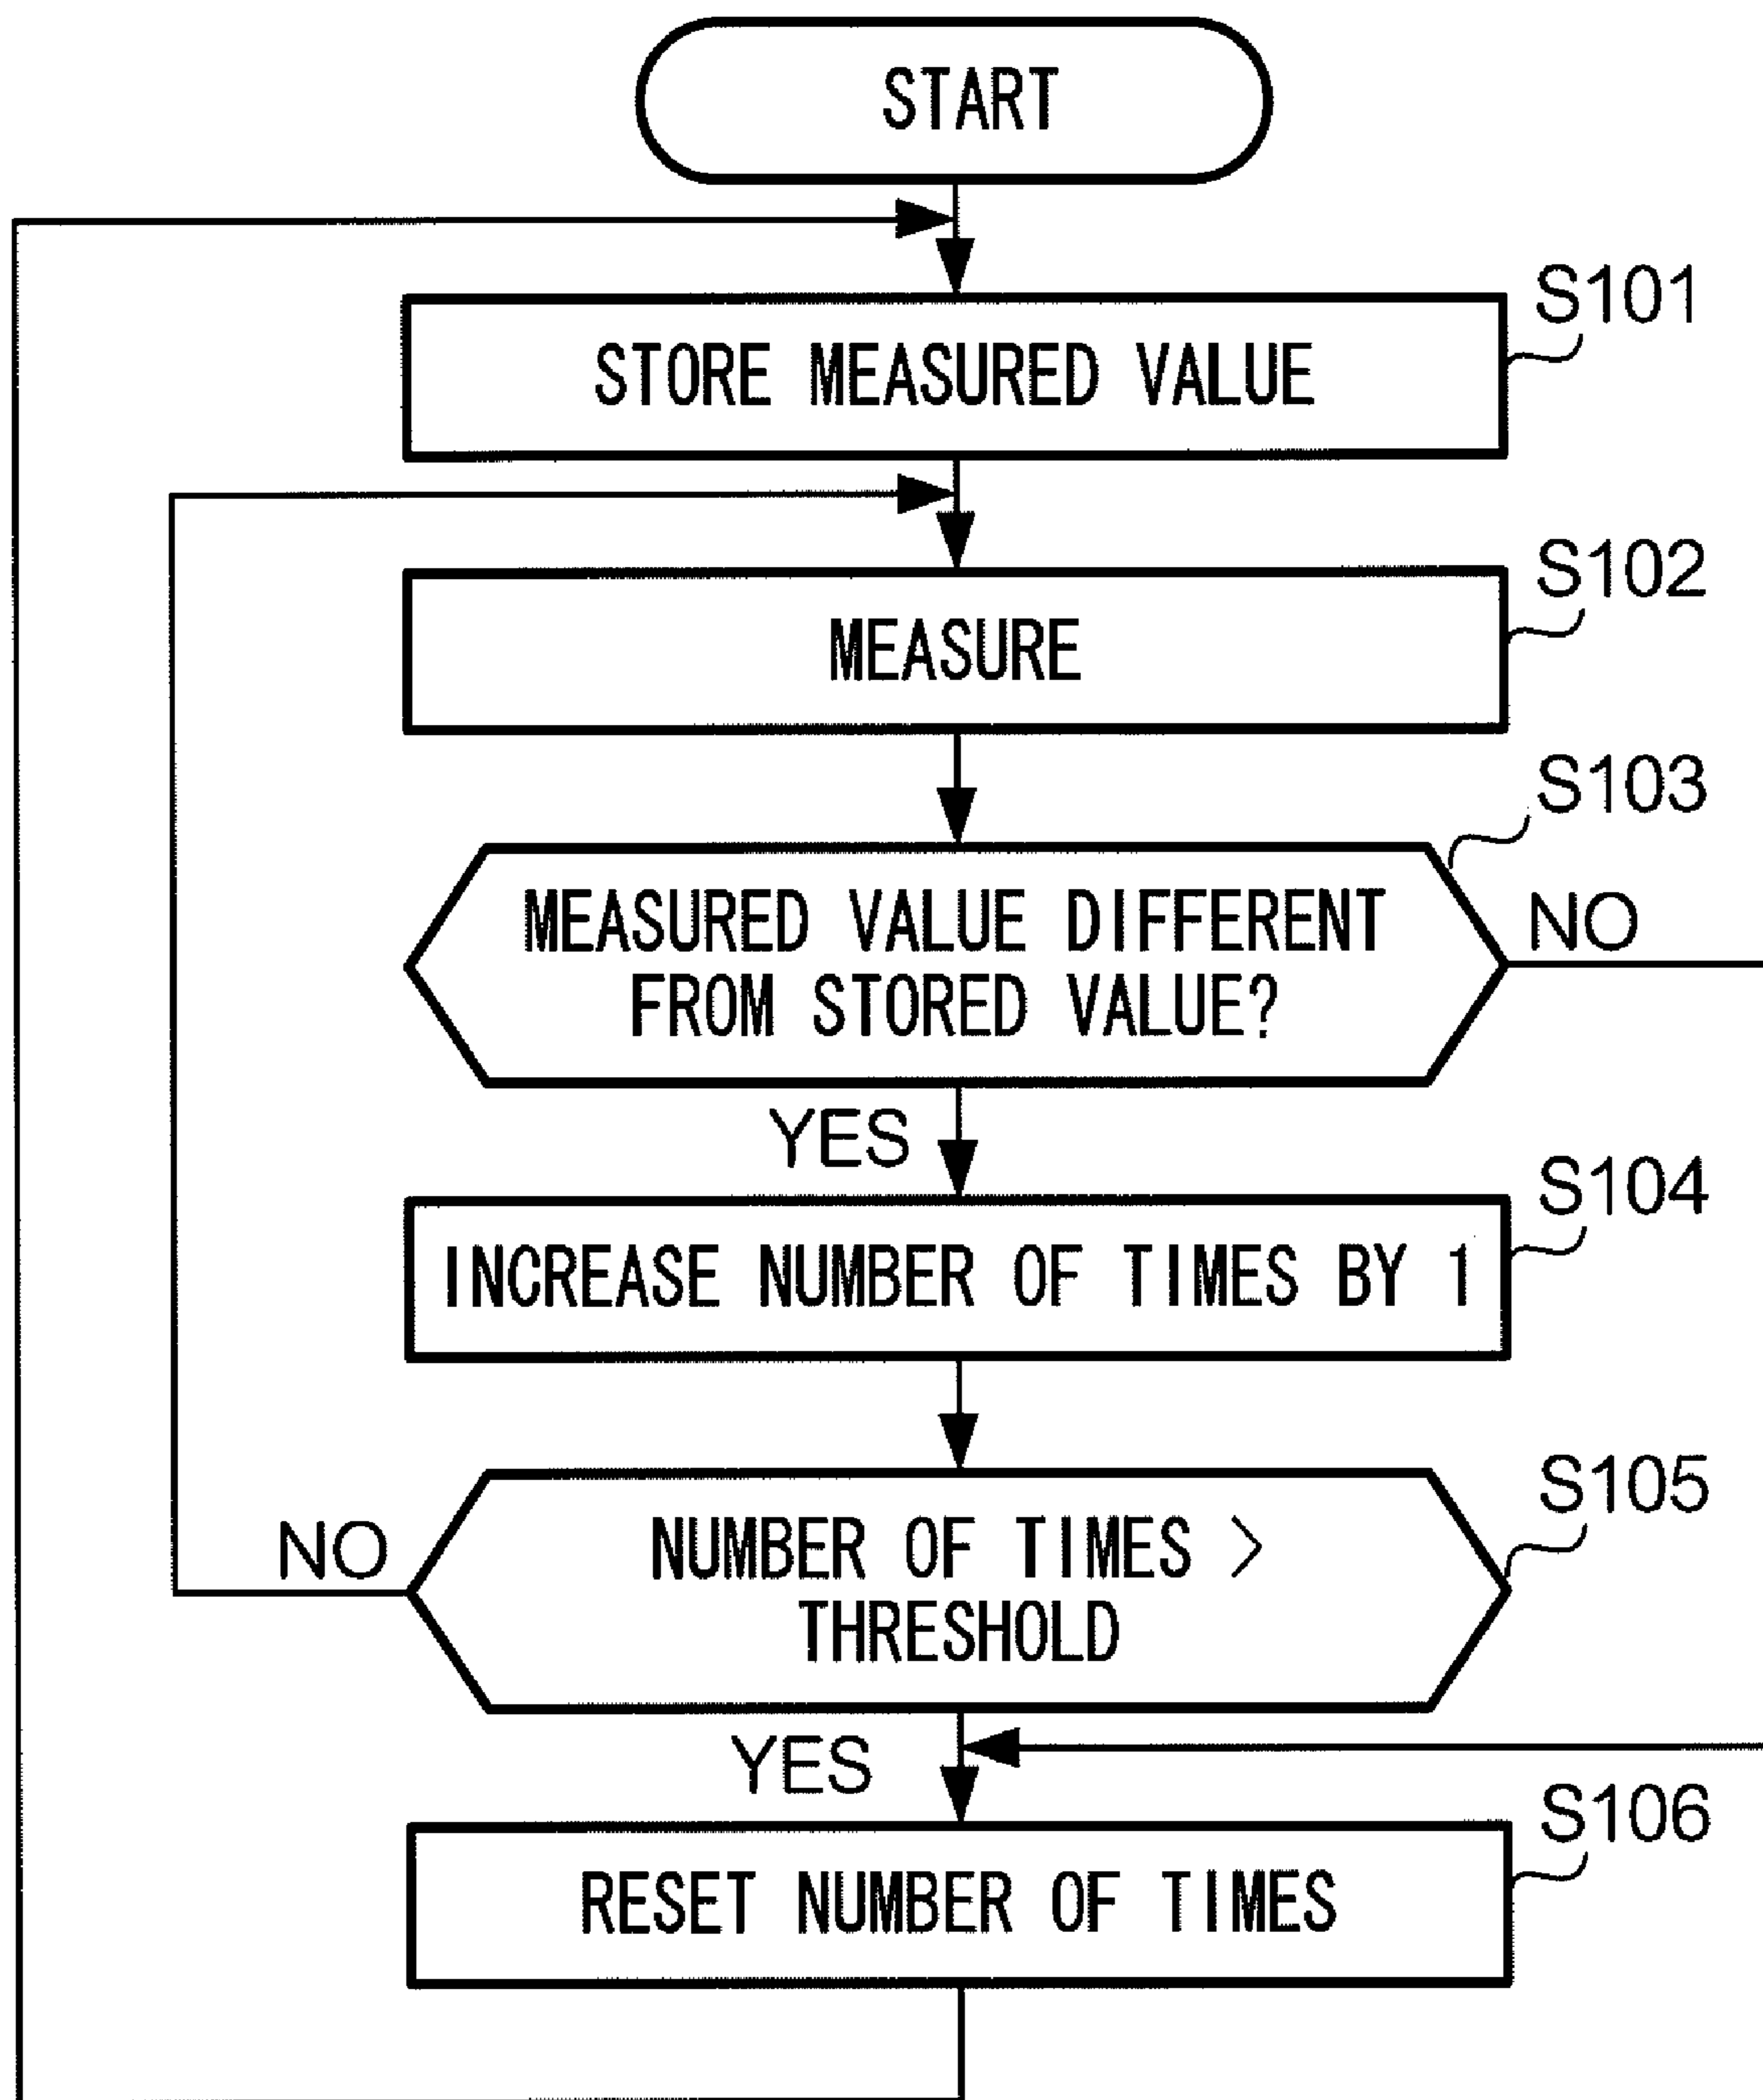 START
S101
STORE MEASURED VALUE
S102
MEASURE
S103
MEASURED VALUE DIFFERENT
FROM STORED VALUE?
NO
YES
S104
INCREASE NUMBER OF TIMES BY 1
S105
NUMBER OF TIMES >
THRESHOLD
NO
YES
S106
RESET NUMBER OF TIMES